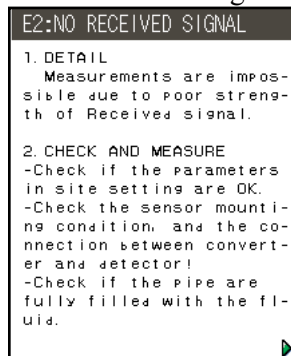 E2:NO RECEIVED SIGNAL
1. DETAIL
Measurements are impos-
sible due to poor streng-
th of Received signal.
2. CHECK AND MEASURE
-Check if the parameters
in site setting are OK.
-Check the sensor mounti-
ng condition, and the co-
nnection between convert-
er and detector!
-Check if the pipe are
fully filled with the fl-
uid.